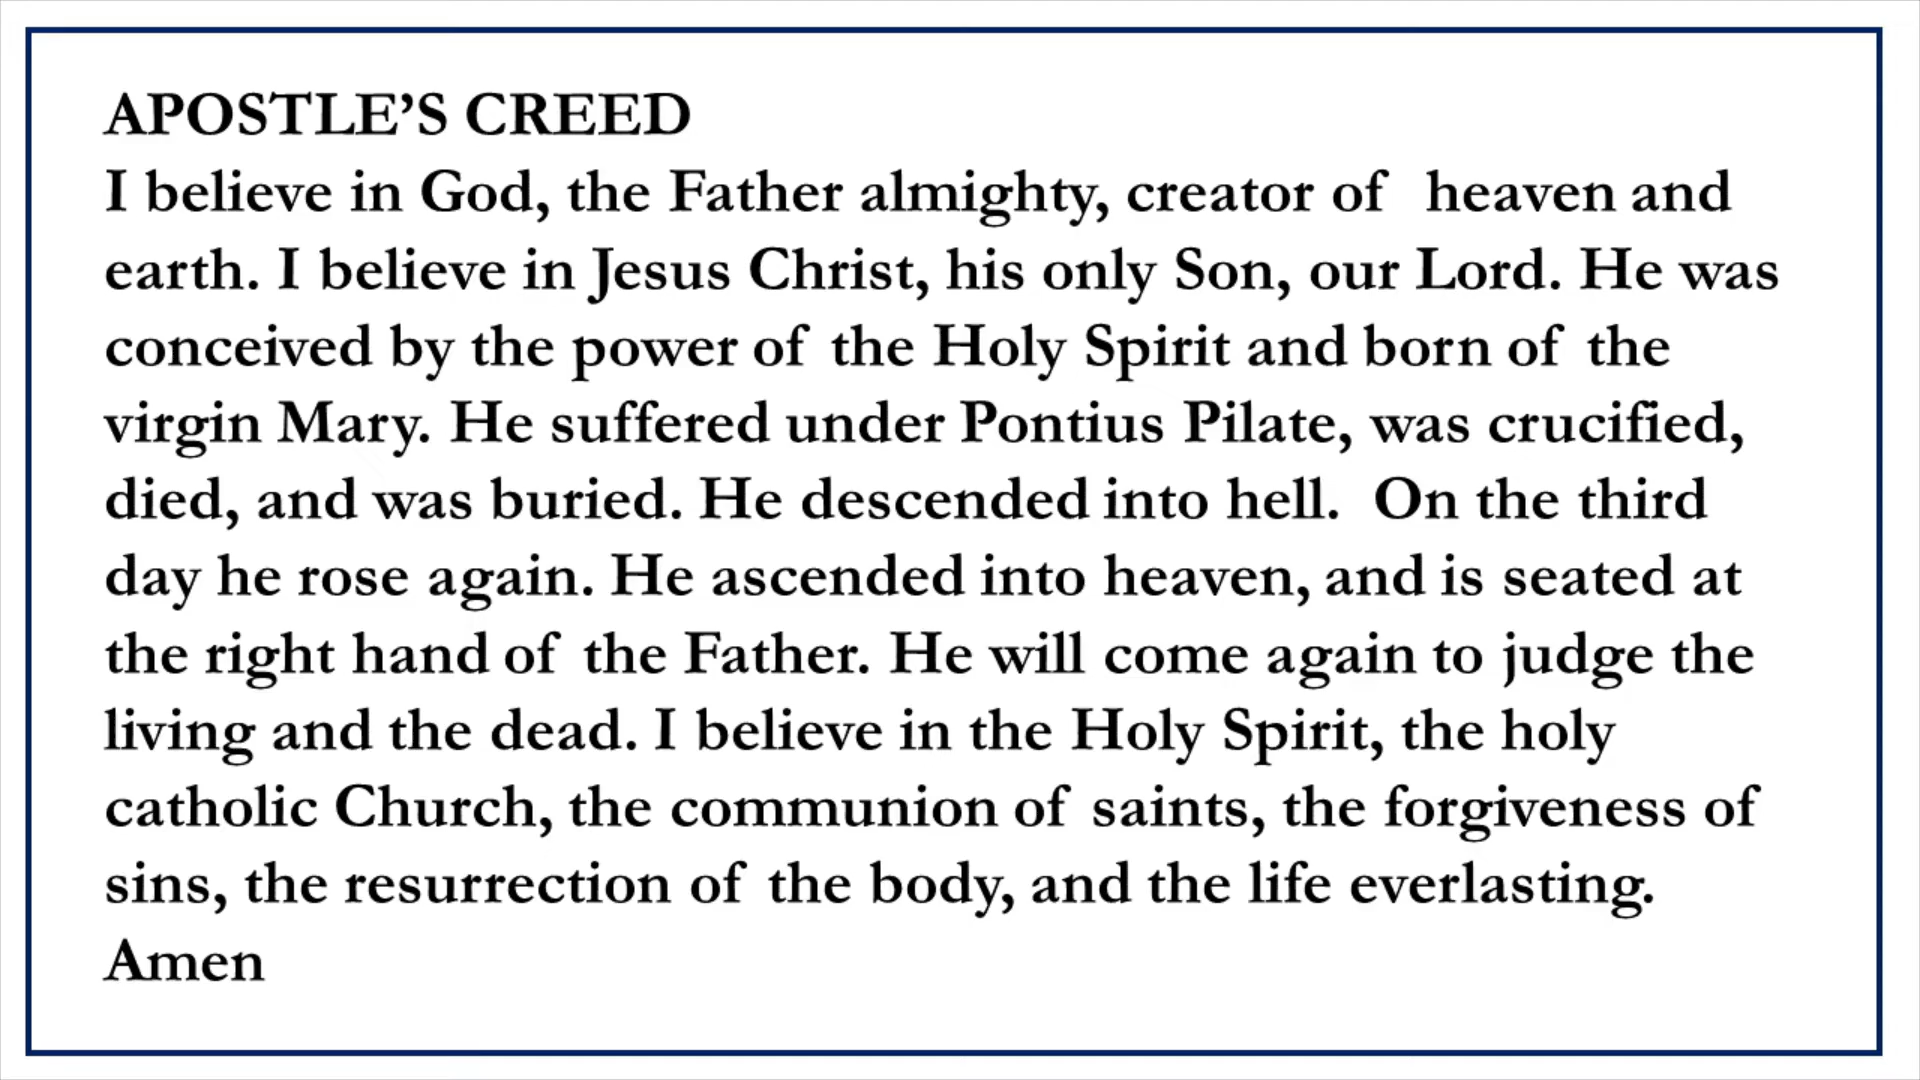 APOSTLE’S CREED
I believe in God, the Father almighty, creator of heaven and
earth. I believe in Jesus Christ, his only Son, our Lord. He was
conceived by the power of the Holy Spirit and born of the
virgin Mary. He suffered under Pontius Pilate, was crucified,
died, and was buried. He descended into hell. On the third
day he rose again. He ascended into heaven, and is seated at
the right hand of the Father. He will come again to judge the
living and the dead. I believe in the Holy Spirit, the holy
catholic Church, the communion of saints, the forgiveness of
sins, the resurrection of the body, and the life everlasting.
Amen